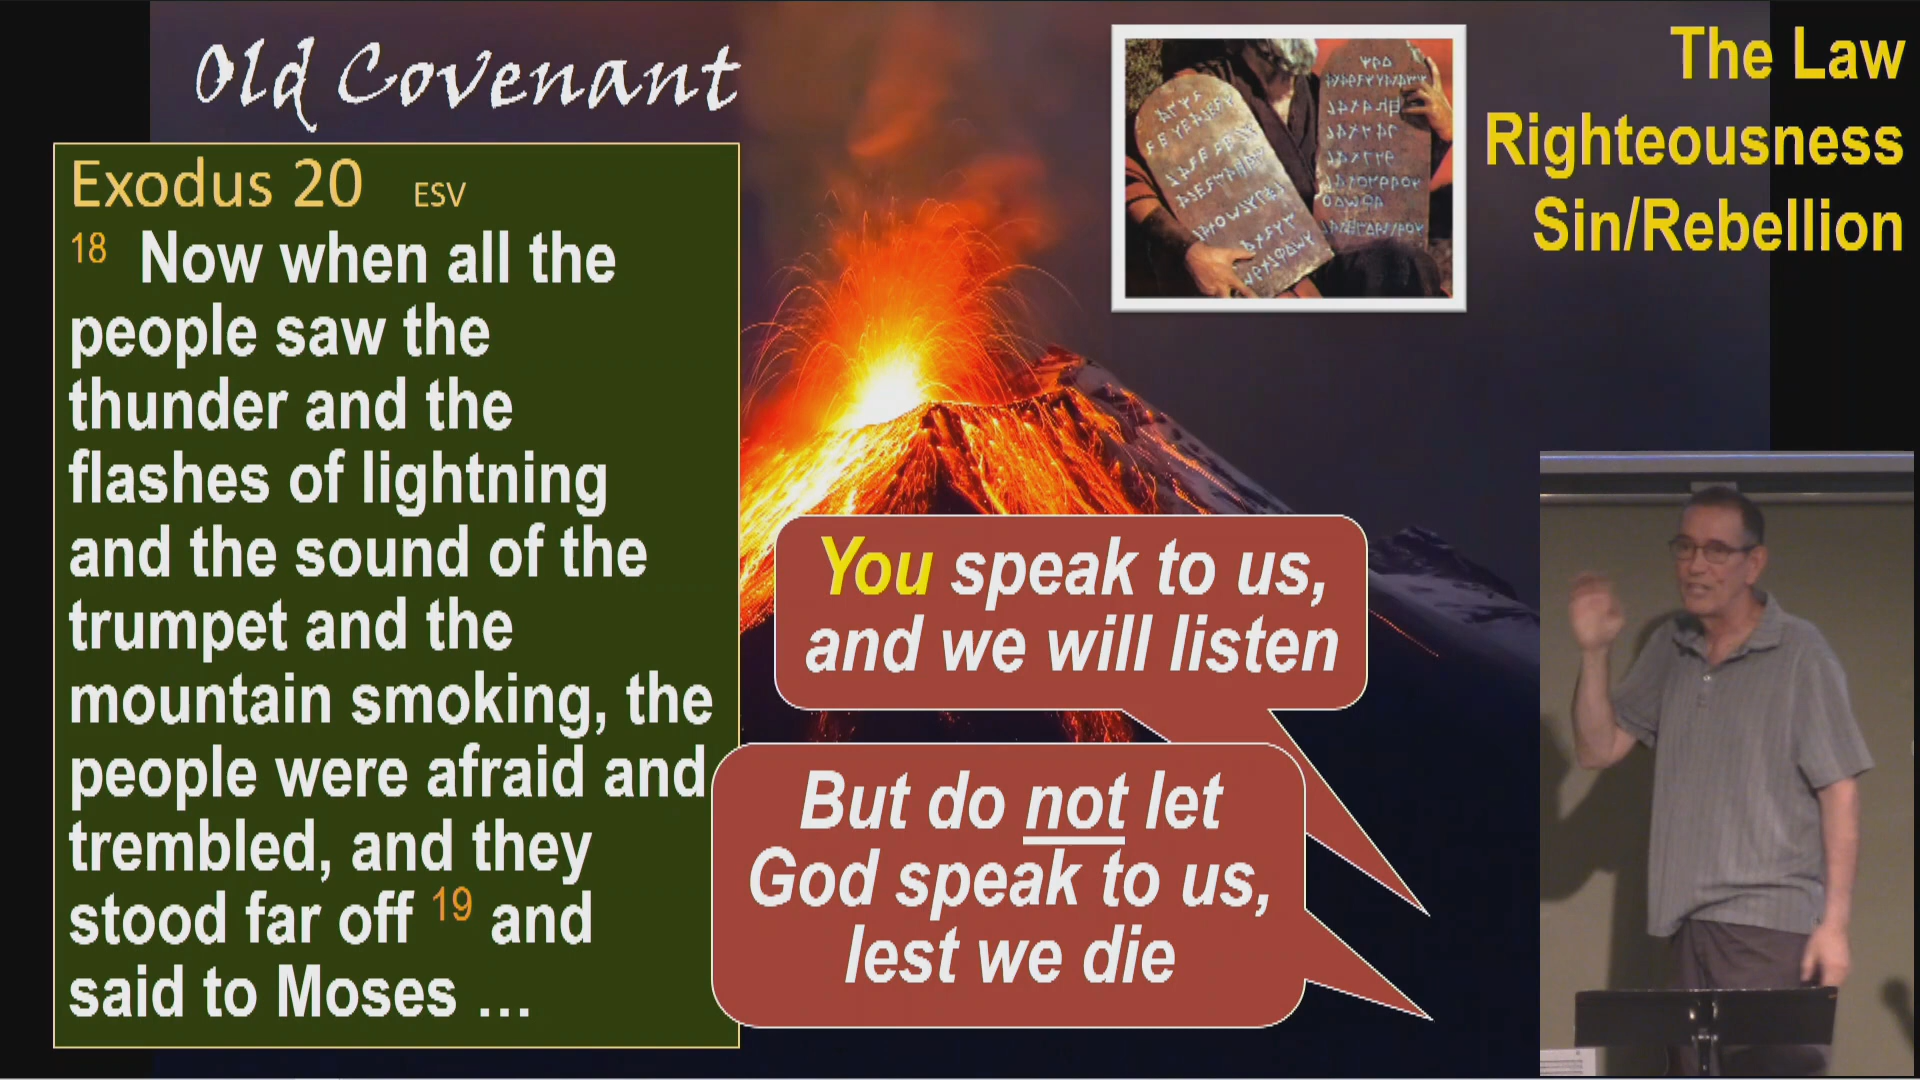 Old Covenant
Exodus 20 ESV
18 Now when all the
people saw the
thunder and the
flashes of lightning
and the sound of the
trumpet and the
mountain smoking, the
people were afraid and
trembled, and they
stood far off 19 and
said to Moses …
You speak to us,
and we will listen
But do not let
God speak to us,
lest we die
The Law
Righteousness
Sin/Rebellion